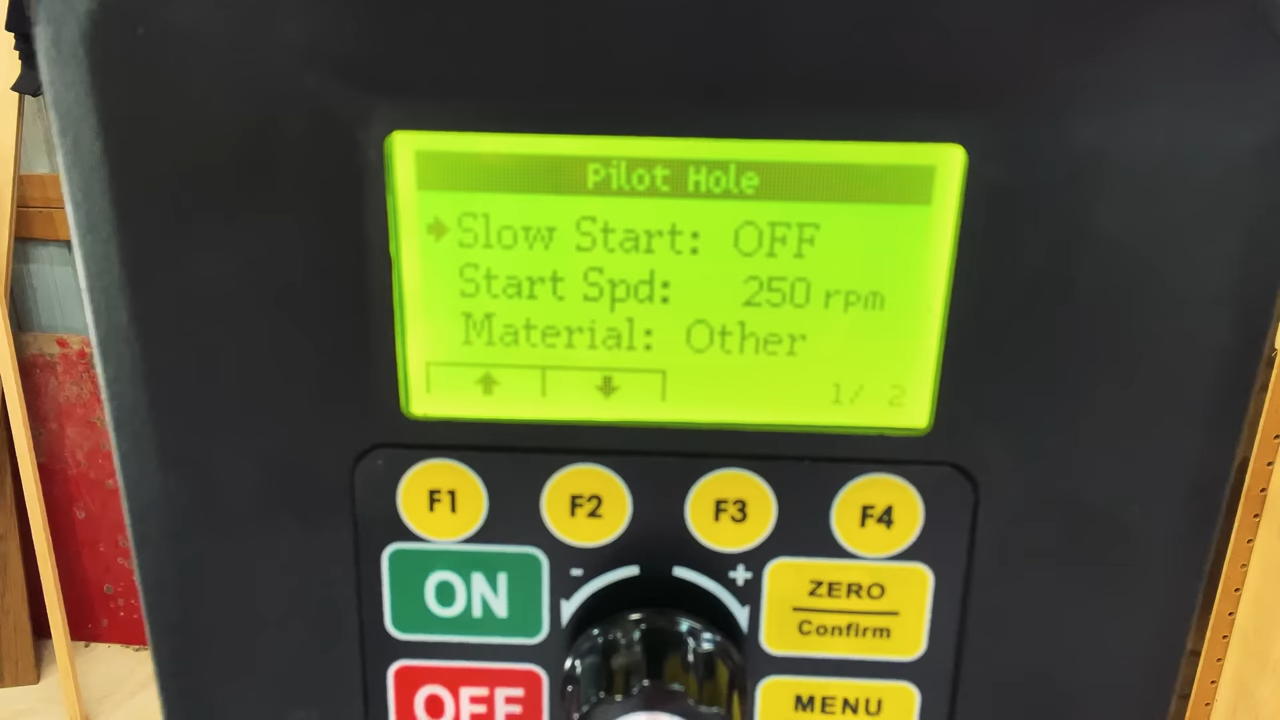 Pilot Hole
Slow Start: OFF
Start Spd: 250 rpm
Material: Other
1/ 2
F1 F2 F3 F4
ON
- +
ZERO
Confirm
OFF
MENU